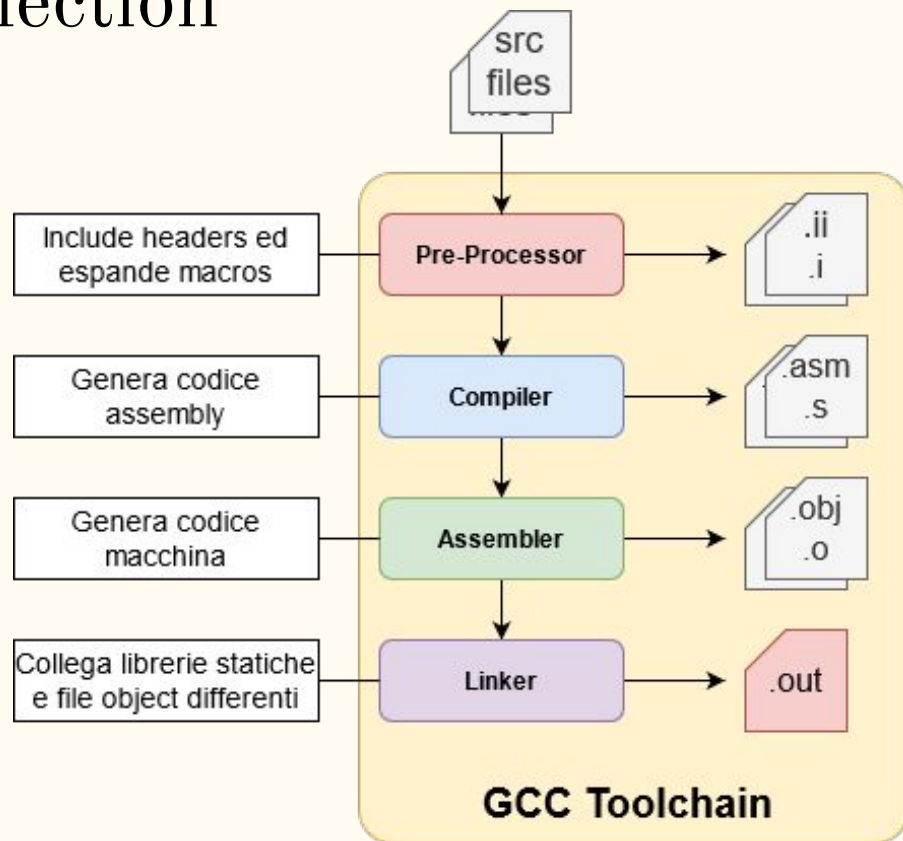 src
files
Include headers ed
espande macros
Pre-Processor
.ii
.i
Genera codice
assembly
Compiler
.asm
.s
Genera codice
macchina
Assembler
.obj
.o
Collega librerie statiche
e file object differenti
Linker
.out
GCC Toolchain